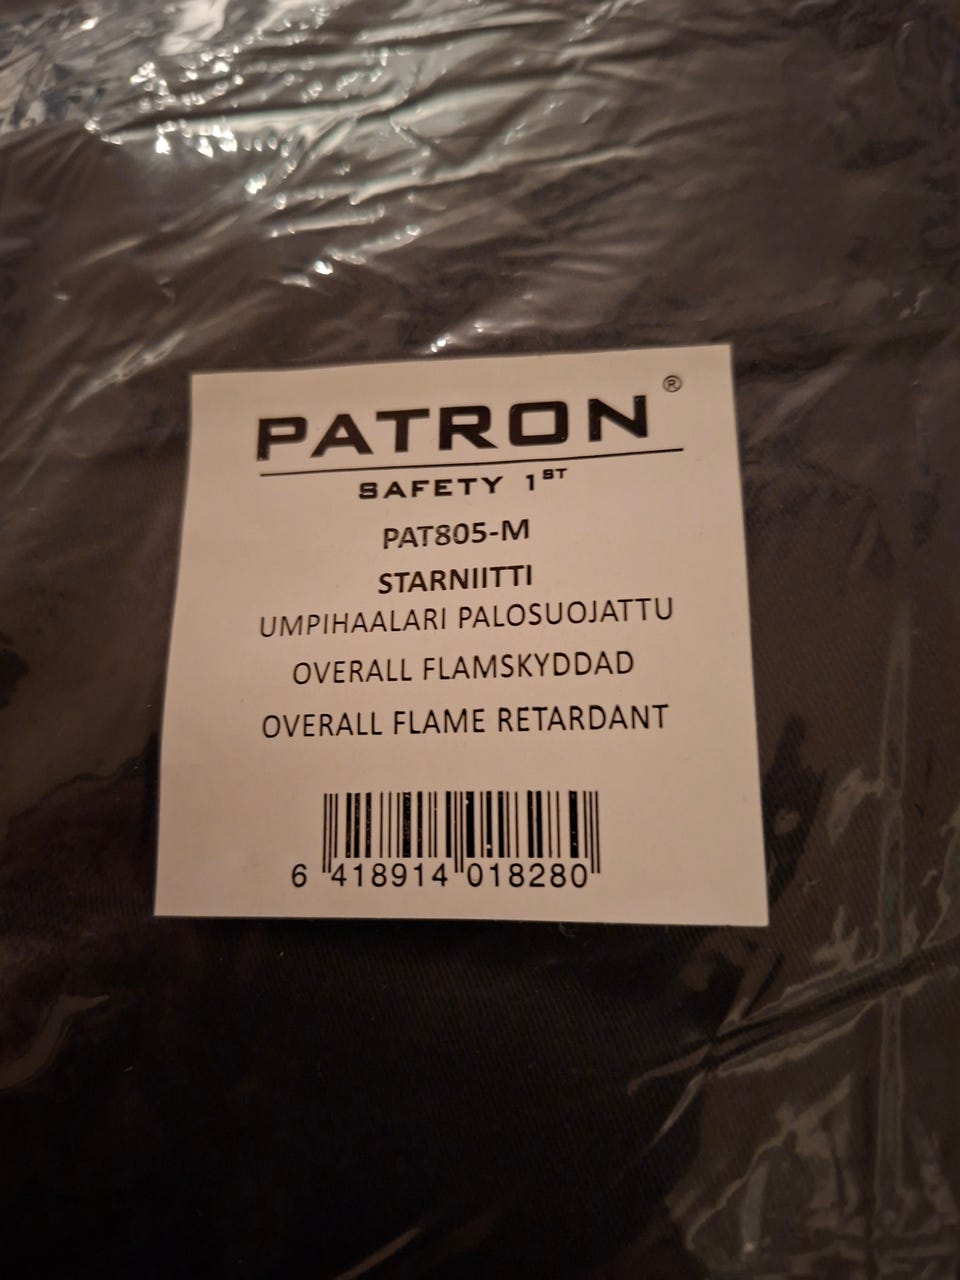 PATRON®
SAFETY 1ST
PAT805-M
STARNIITTI
UMPIHAALARI PALOSUOJATTU
OVERALL FLAMSKYDDAD
OVERALL FLAME RETARDANT
6 418914 018280